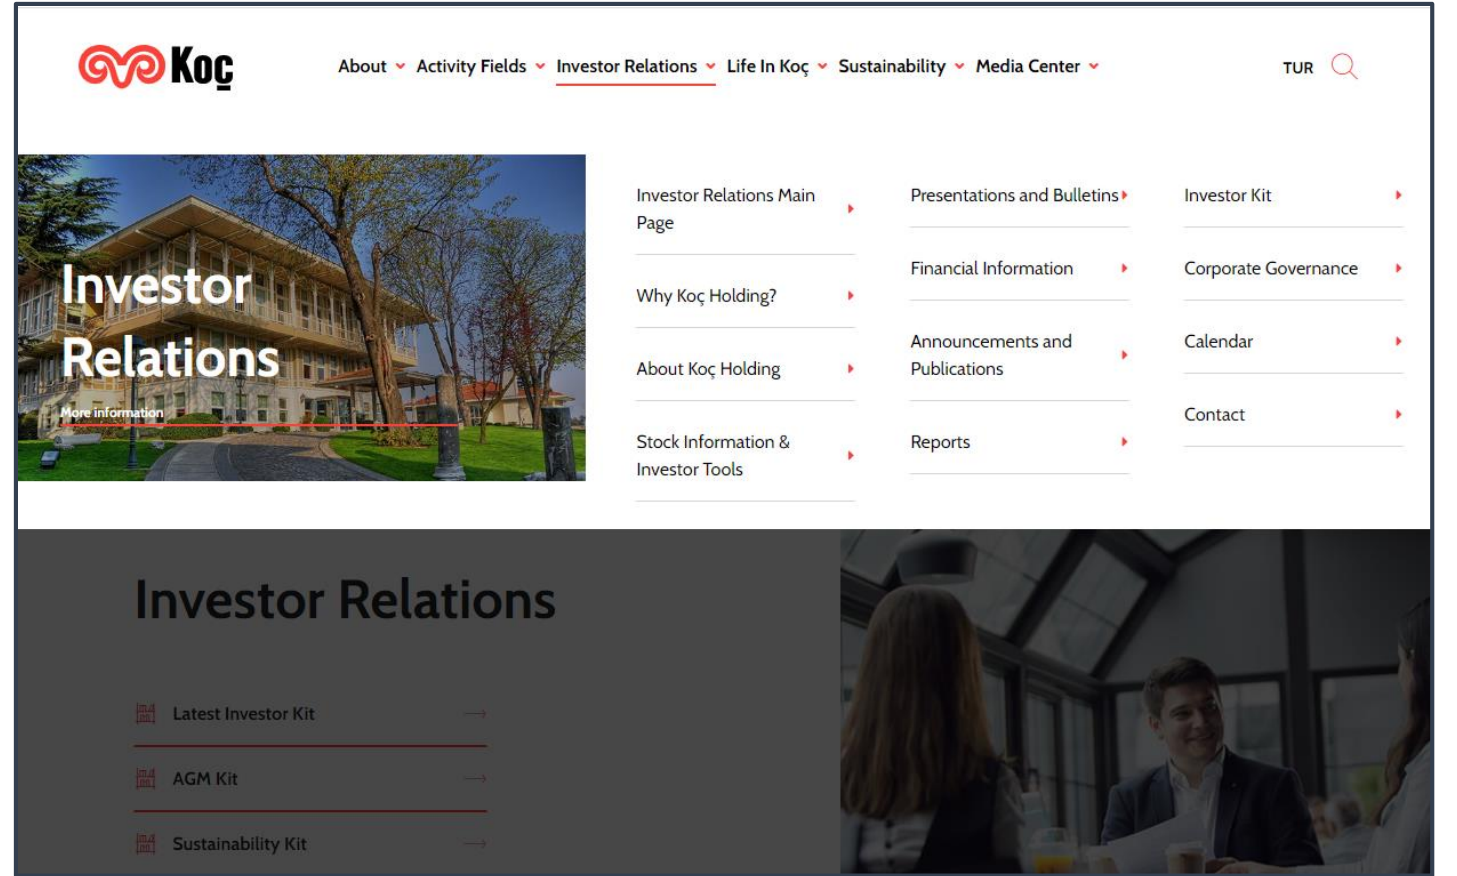 Koç
About Activity Fields Investor Relations Life In Koç Sustainability Media Center
TUR
Investor
Relations
More information
Investor Relations Main
Page
Why Koç Holding?
About Koç Holding
Stock Information &
Investor Tools
Presentations and Bulletins
Financial Information
Announcements and
Publications
Reports
Investor Kit
Corporate Governance
Calendar
Contact
Investor Relations
Latest Investor Kit
AGM Kit
Sustainability Kit